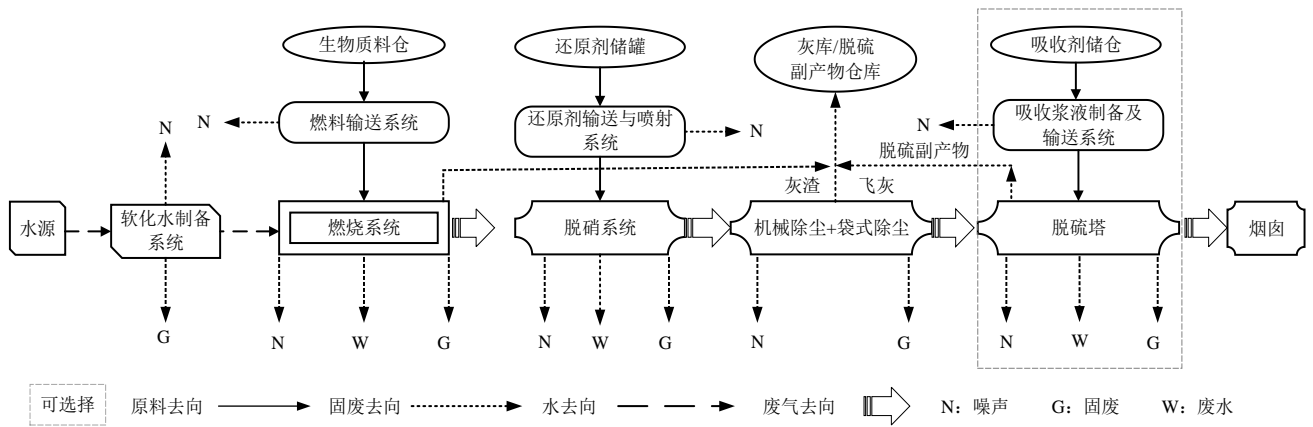 生物质料仓
还原剂储罐
灰库/脱硫
副产物仓库
吸收剂储仓
N
N
燃料输送系统
还原剂输送与喷射
系统
N
N
吸收浆液制备及
输送系统
脱硫副产物
灰渣
飞灰
水源
软化水制备
系统
燃烧系统
脱硝系统
机械除尘+袋式除尘
脱硫塔
烟囱
G
N
W
G
N
W
G
N
G
N
W
G
可选择
原料去向
固废去向
水去向
废气去向
N：噪声
G：固废
W：废水